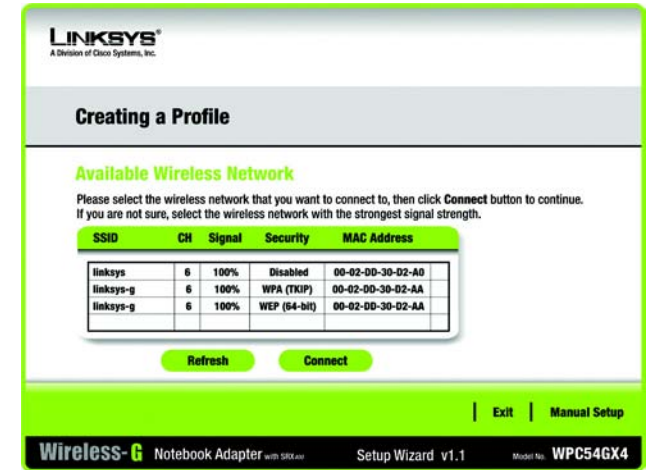 LINKSYS®
A Division of Cisco Systems, Inc.
Creating a Profile
Available Wireless Network
Please select the wireless network that you want to connect to, then click Connect button to continue.
If you are not sure, select the wireless network with the strongest signal strength.
SSID CH Signal Security MAC Address
linksys 6 100% Disabled 00-02-DD-30-D2-A0
linksys-g 6 100% WPA (TKIP) 00-02-DD-30-D2-AA
linksys-g 6 100% WEP (64-bit) 00-02-DD-30-D2-AA
Refresh Connect
Exit Manual Setup
Wireless-G Notebook Adapter with SRX400 Setup Wizard v1.1 Model No. WPC54GX4